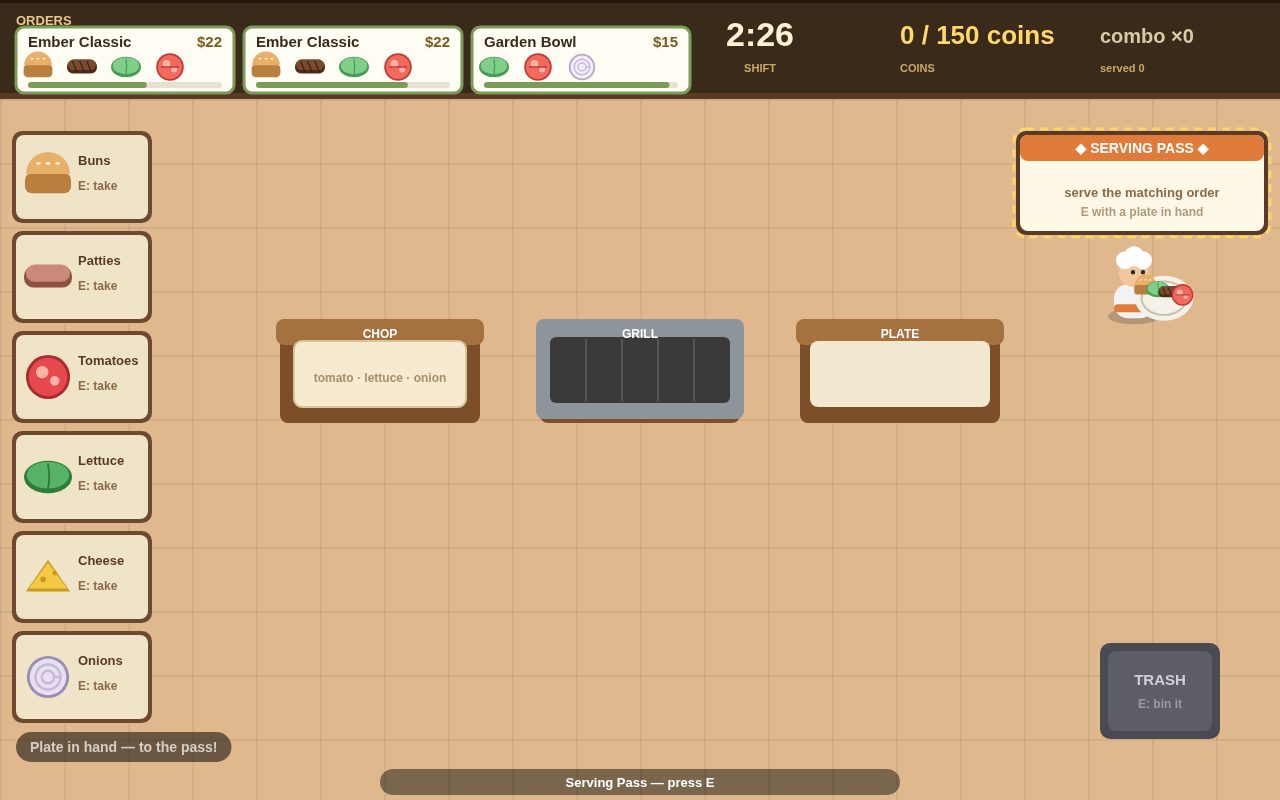 ORDERS
Ember Classic $22
Ember Classic $22
Garden Bowl $15
2:26
SHIFT
0 / 150 coins
COINS
combo ×0
served 0
Buns
E: take
Patties
E: take
Tomatoes
E: take
Lettuce
E: take
Cheese
E: take
Onions
E: take
CHOP
tomato · lettuce · onion
GRILL
PLATE
◆ SERVING PASS ◆
serve the matching order
E with a plate in hand
TRASH
E: bin it
Plate in hand — to the pass!
Serving Pass — press E